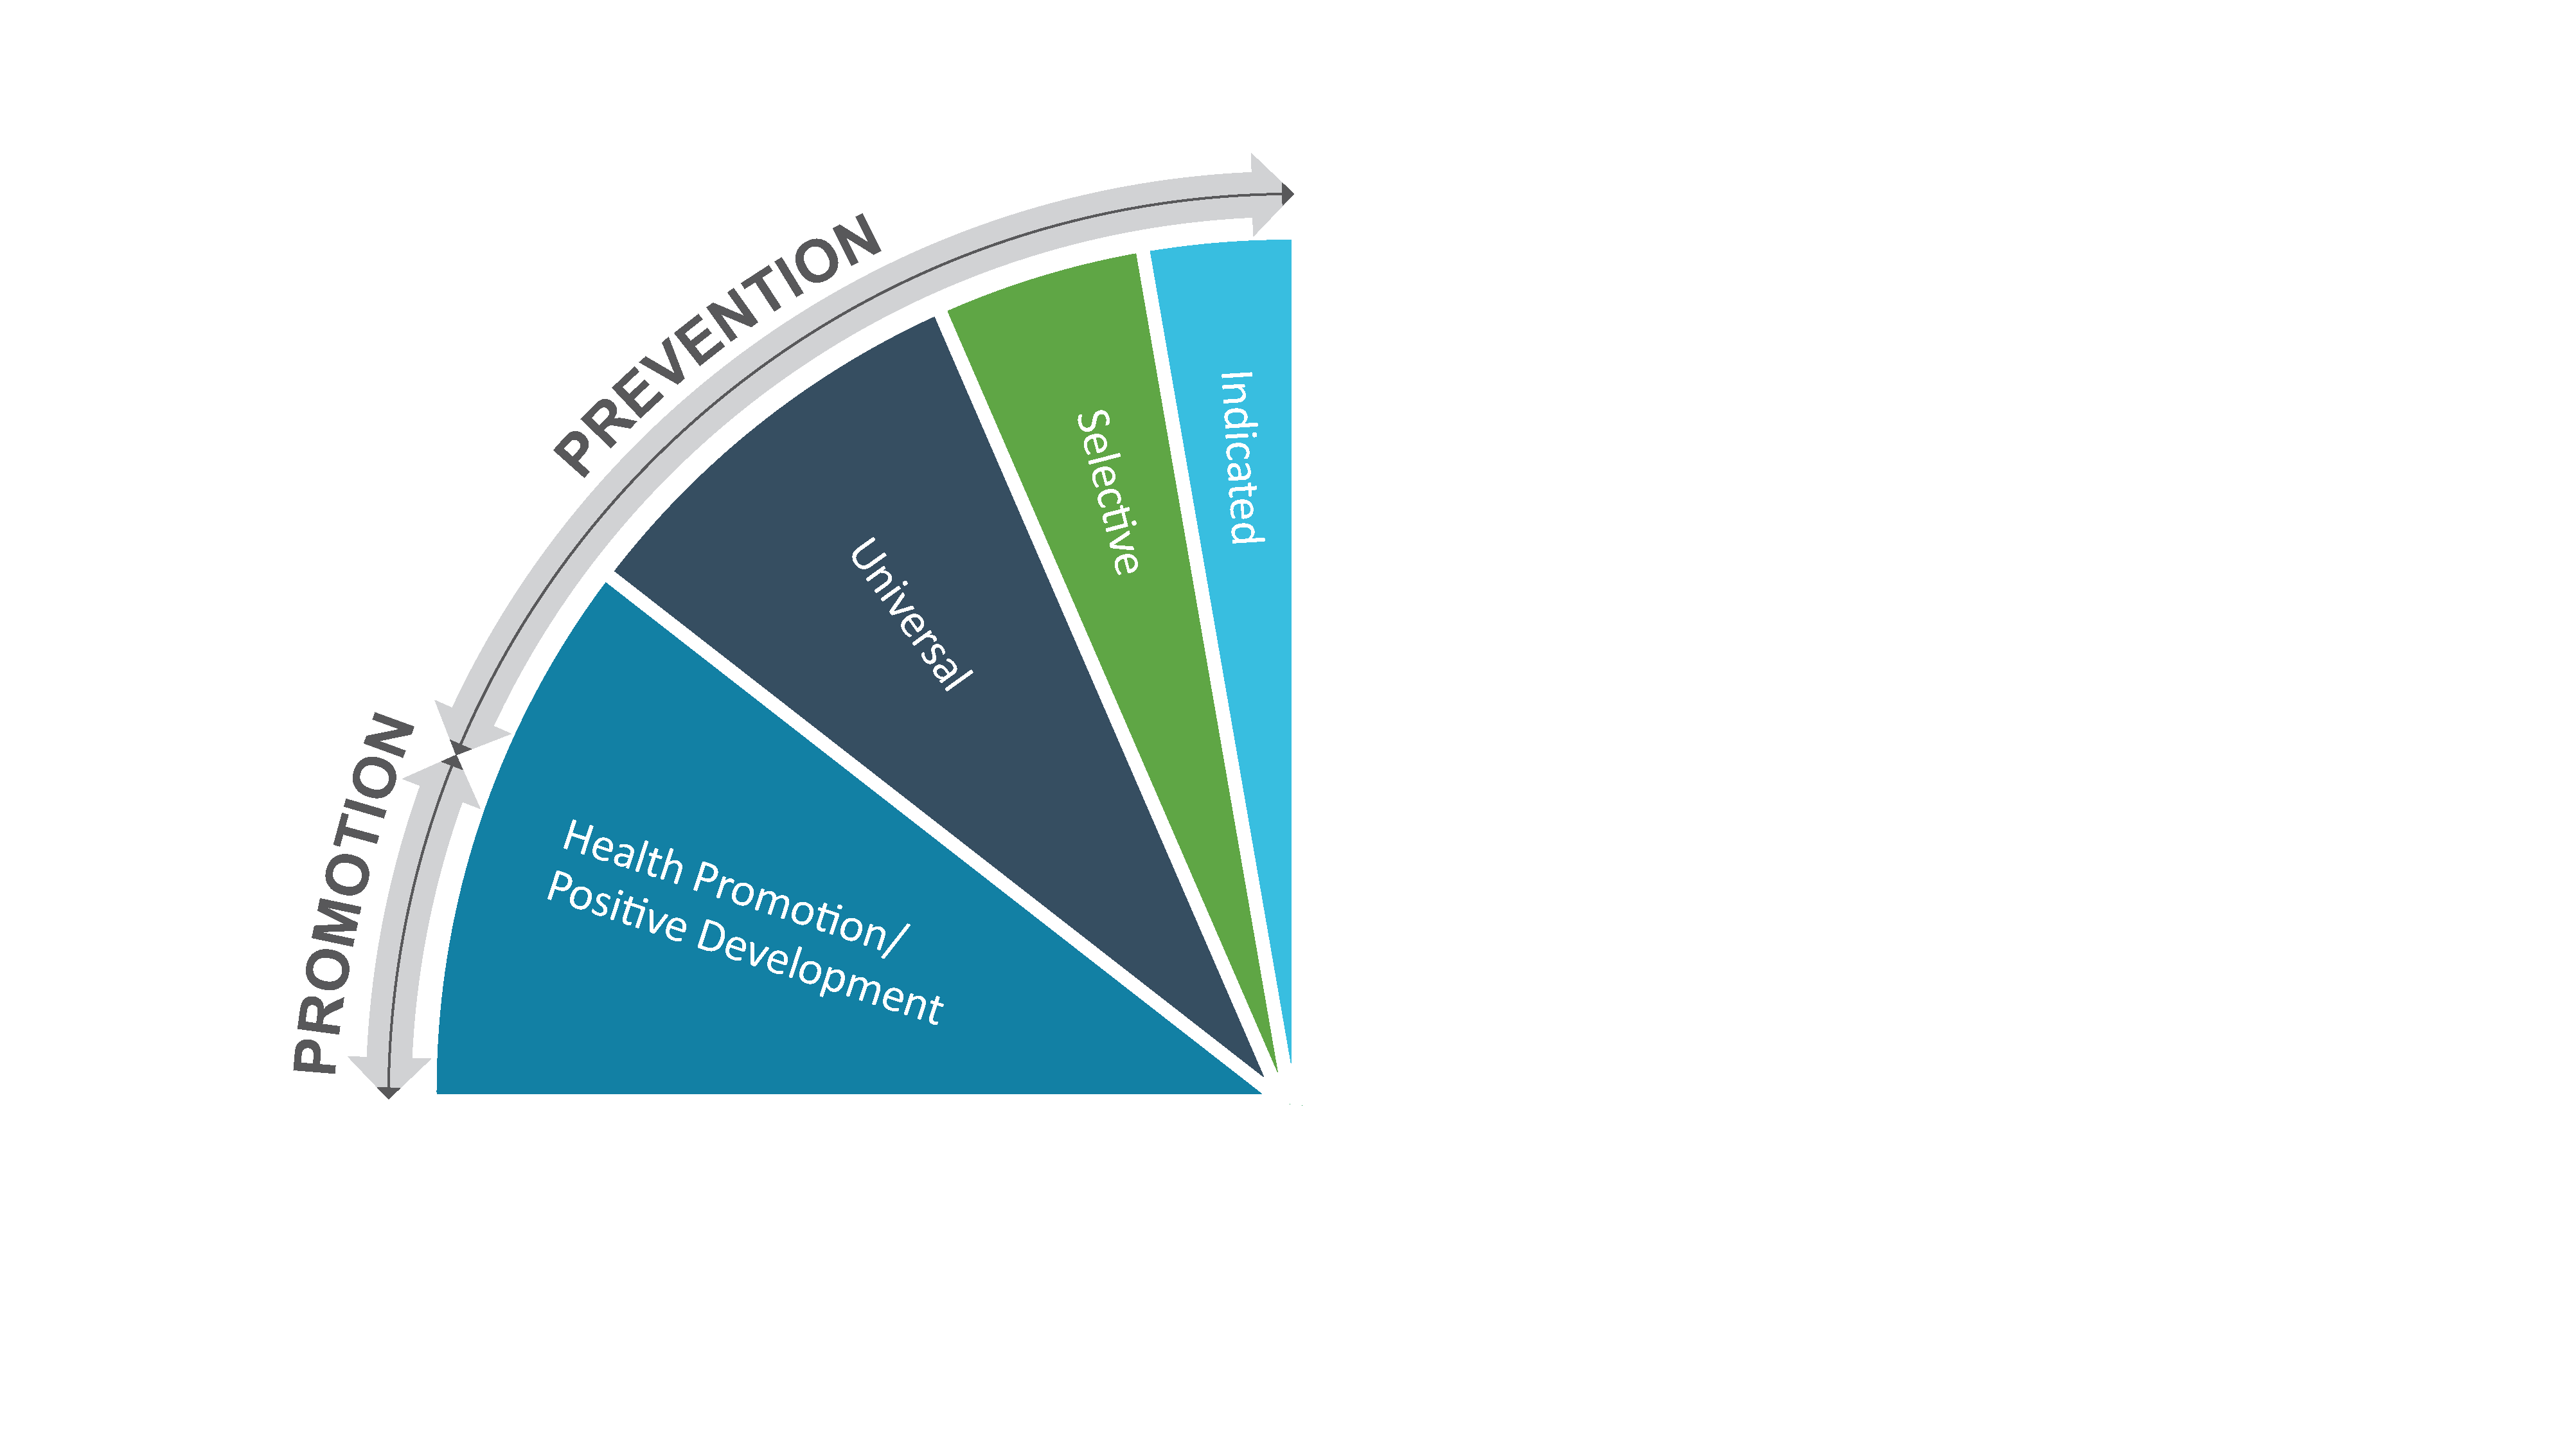 PREVENTION
PROMOTION
Indicated
Selective
Universal
Health Promotion/
Positive Development